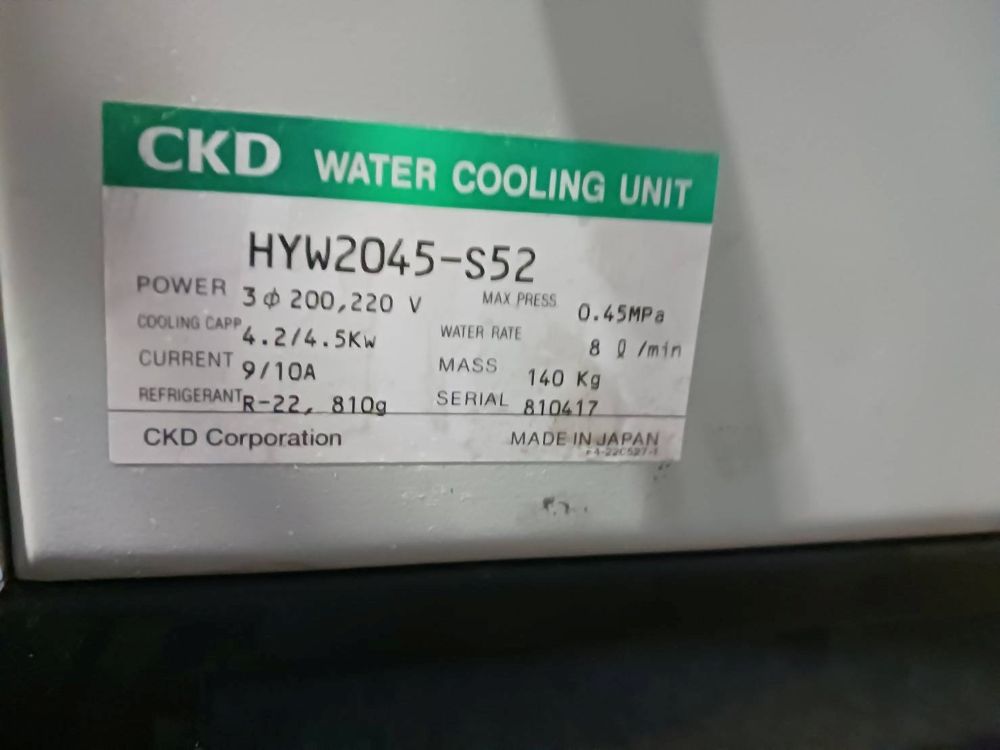 CKD WATER COOLING UNIT
HYW2045-S52
POWER 3φ 200,220 V MAX PRESS 0.45MPa
COOLING CAPP 4.2/4.5Kw WATER RATE 8 ℓ /min
CURRENT 9/10A MASS 140 Kg
REFRIGERANT R-22, 810g SERIAL 810417
CKD Corporation MADE IN JAPAN